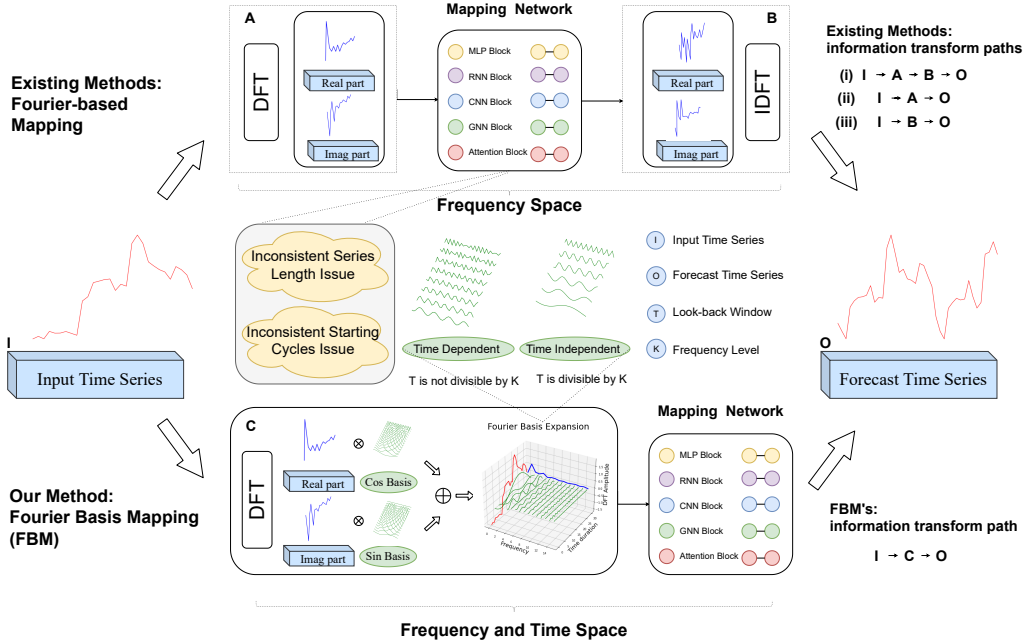 Existing Methods:
Fourier-based
Mapping
A
DFT
Real part
Imag part
Mapping Network
MLP Block
RNN Block
CNN Block
GNN Block
Attention Block
B
Real part
Imag part
IDFT
Existing Methods:
information transform paths
(i) I → A → B → O
(ii) I → A → O
(iii) I → B → O
Frequency Space
Inconsistent Series
Length Issue
Inconsistent Starting
Cycles Issue
Time Dependent
Time Independent
T is not divisible by K
T is divisible by K
I Input Time Series
O Forecast Time Series
T Look-back Window
K Frequency Level
I
Input Time Series
O
Forecast Time Series
Our Method:
Fourier Basis Mapping
(FBM)
C
DFT
⊗
Real part
Cos Basis
⊗
Imag part
Sin Basis
⊕
Fourier Basis Expansion
Frequency
Time duration
DFT Amplitude
Mapping Network
MLP Block
RNN Block
CNN Block
GNN Block
Attention Block
FBM's:
information transform path
I → C → O
Frequency and Time Space